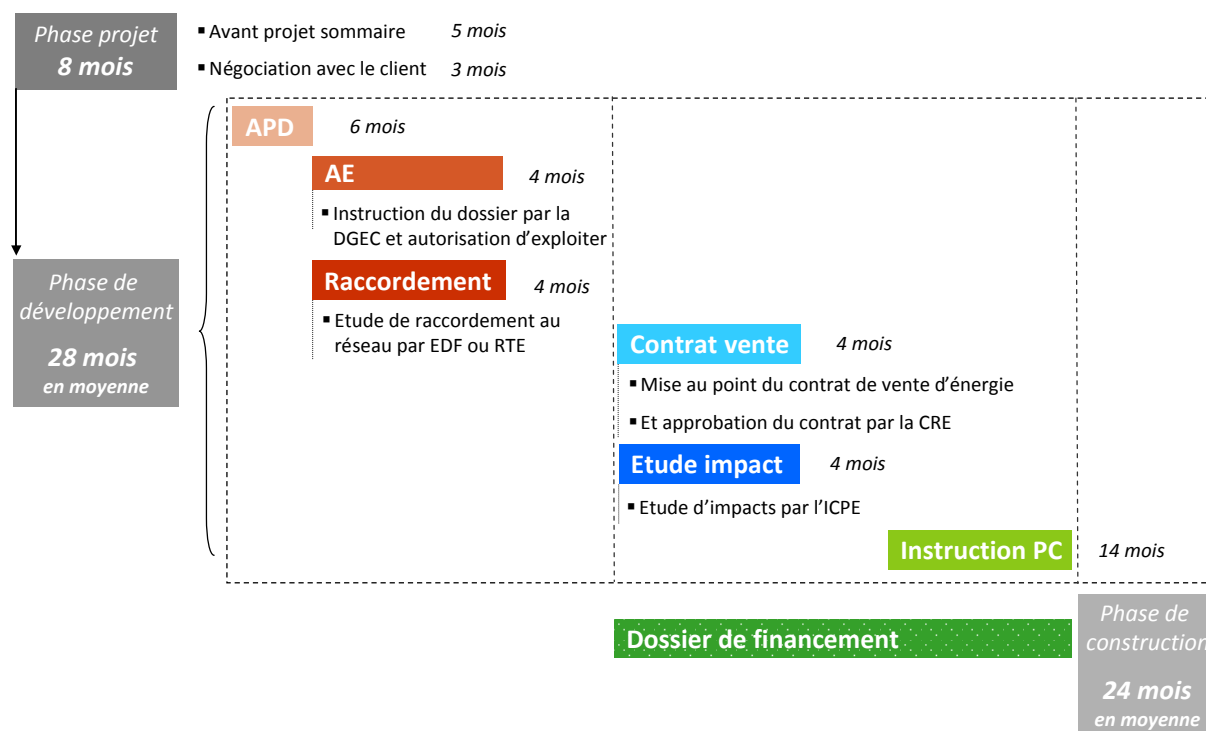 Phase projet
8 mois
▪ Avant projet sommaire 5 mois
▪ Négociation avec le client 3 mois
APD 6 mois
AE 4 mois
▪ Instruction du dossier par la
DGEC et autorisation d'exploiter
Raccordement 4 mois
▪ Etude de raccordement au
réseau par EDF ou RTE
Phase de
développement
28 mois
en moyenne
Contrat vente 4 mois
▪ Mise au point du contrat de vente d'énergie
▪ Et approbation du contrat par la CRE
Etude impact 4 mois
▪ Etude d'impacts par l'ICPE
Instruction PC 14 mois
Dossier de financement
Phase de
construction
24 mois
en moyenne